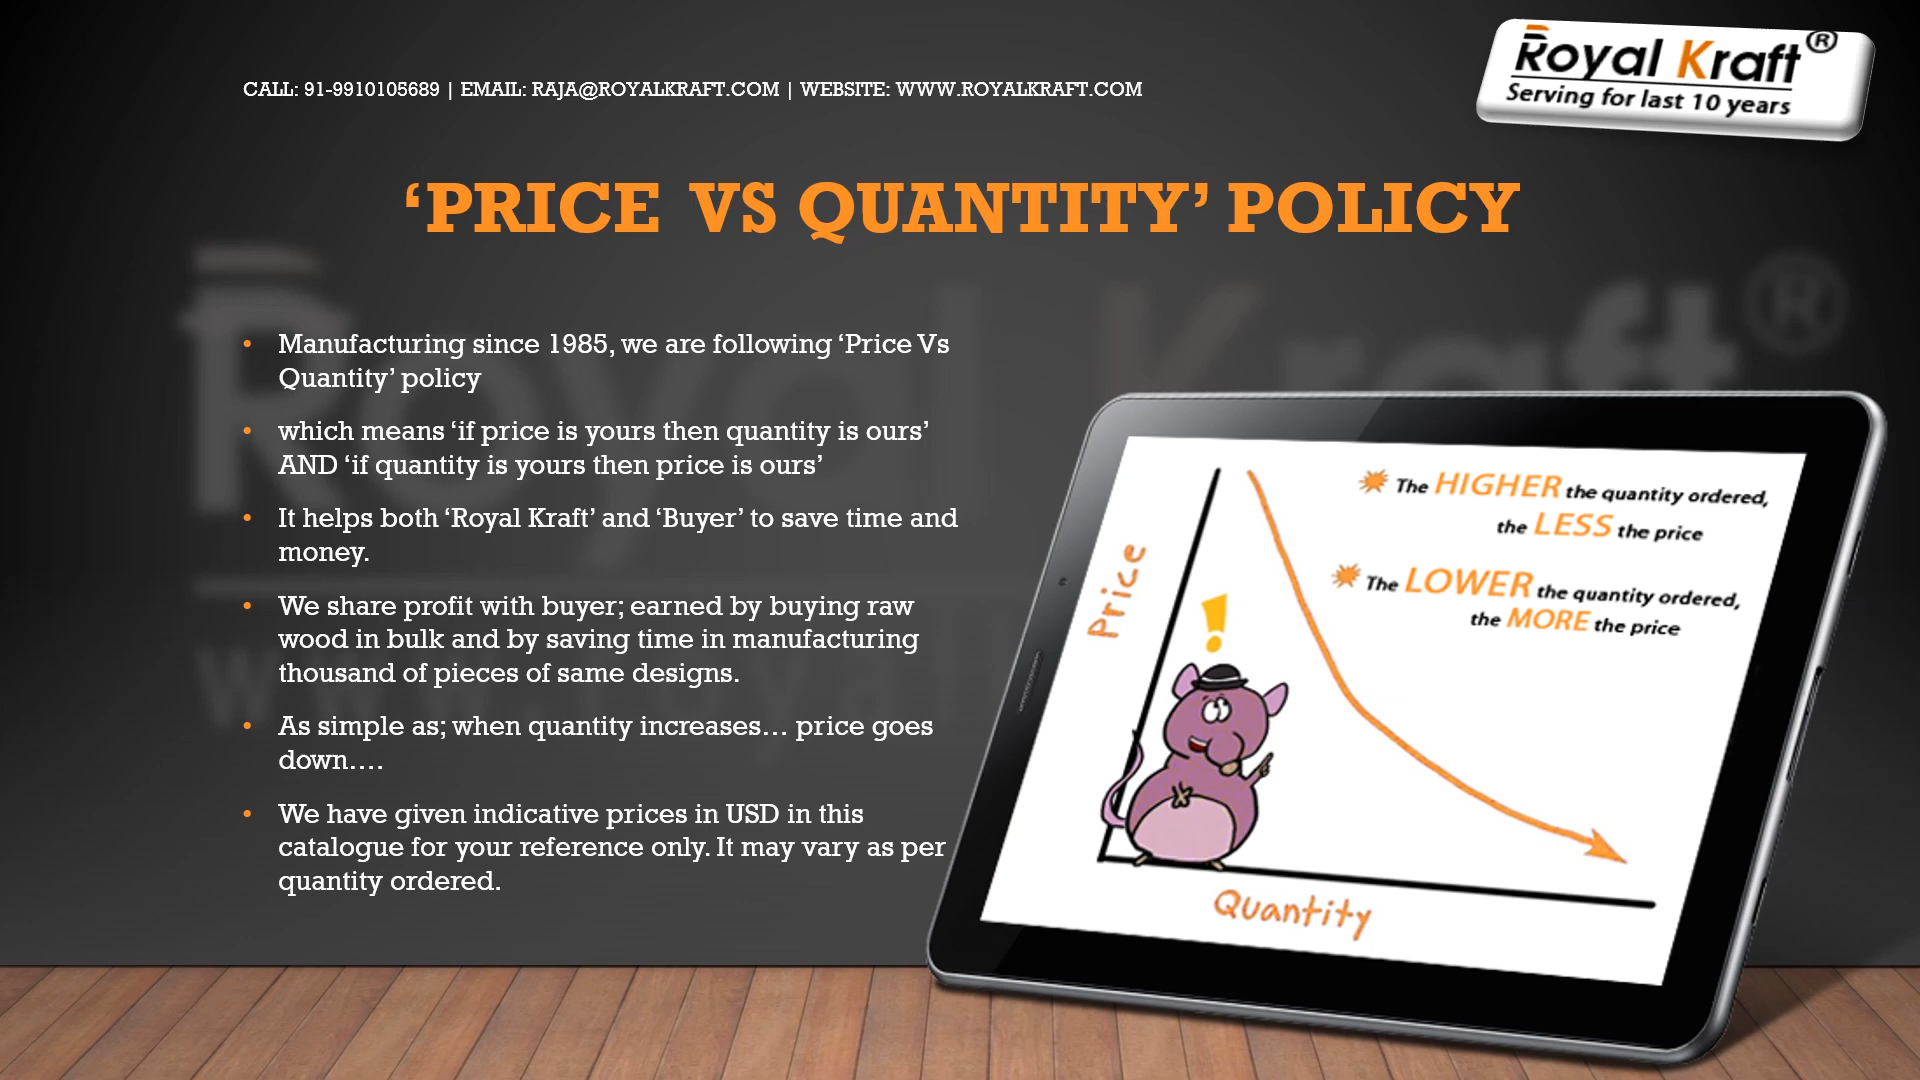 CALL: 91-9910105689 | EMAIL: RAJA@ROYALKRAFT.COM | WEBSITE: WWW.ROYALKRAFT.COM
Royal Kraft®
Serving for last 10 years
‘PRICE VS QUANTITY’ POLICY
Royal Kraft®
www.royal
• Manufacturing since 1985, we are following ‘Price Vs
Quantity’ policy
• which means ‘if price is yours then quantity is ours’
AND ‘if quantity is yours then price is ours’
• It helps both ‘Royal Kraft’ and ‘Buyer’ to save time and
money.
• We share profit with buyer; earned by buying raw
wood in bulk and by saving time in manufacturing
thousand of pieces of same designs.
• As simple as; when quantity increases… price goes
down….
• We have given indicative prices in USD in this
catalogue for your reference only. It may vary as per
quantity ordered.
The HIGHER the quantity ordered,
the LESS the price
The LOWER the quantity ordered,
the MORE the price
Price
!
Quantity